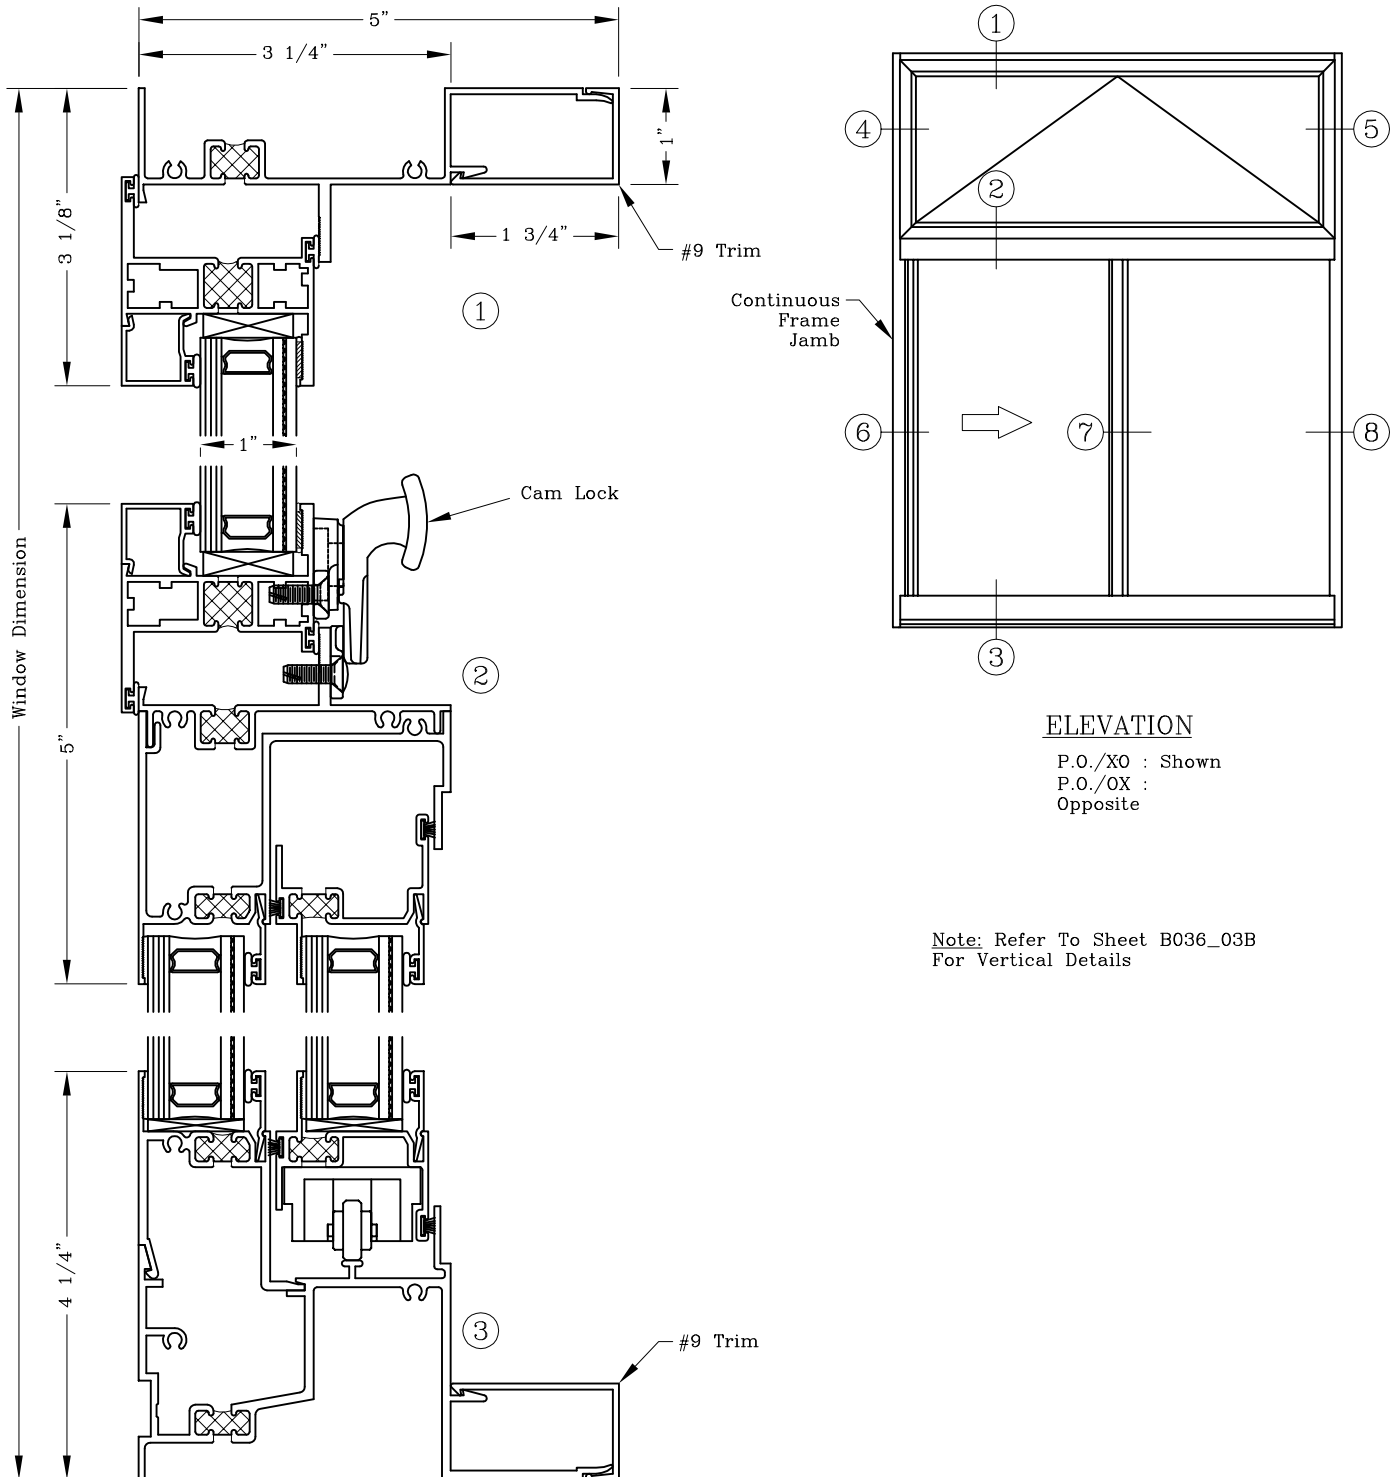 5"
3 1/4"
1"
3 1/8"
1 3/4"
#9 Trim
1
1"
Cam Lock
Window Dimension
2
5"
4 1/4"
3
#9 Trim
1
4
5
2
Continuous
Frame
Jamb
6
7
8
3
ELEVATION
P.O./XO : Shown
P.O./OX :
Opposite
Note: Refer To Sheet B036_03B
For Vertical Details